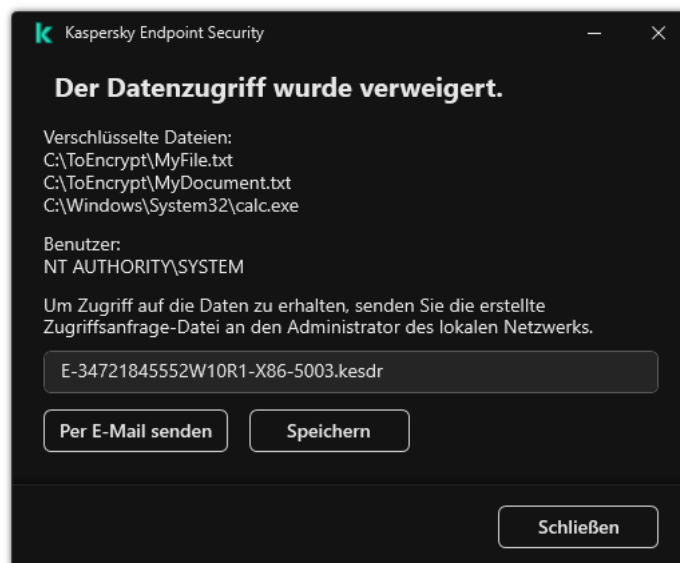 Kaspersky Endpoint Security
Der Datenzugriff wurde verweigert.
Verschlüsselte Dateien:
C:\ToEncrypt\MyFile.txt
C:\ToEncrypt\MyDocument.txt
C:\Windows\System32\calc.exe
Benutzer:
NT AUTHORITY\SYSTEM
Um Zugriff auf die Daten zu erhalten, senden Sie die erstellte
Zugriffsanfrage-Datei an den Administrator des lokalen Netzwerks.
E-34721845552W10R1-X86-5003.kesdr
Per E-Mail senden
Speichern
Schließen